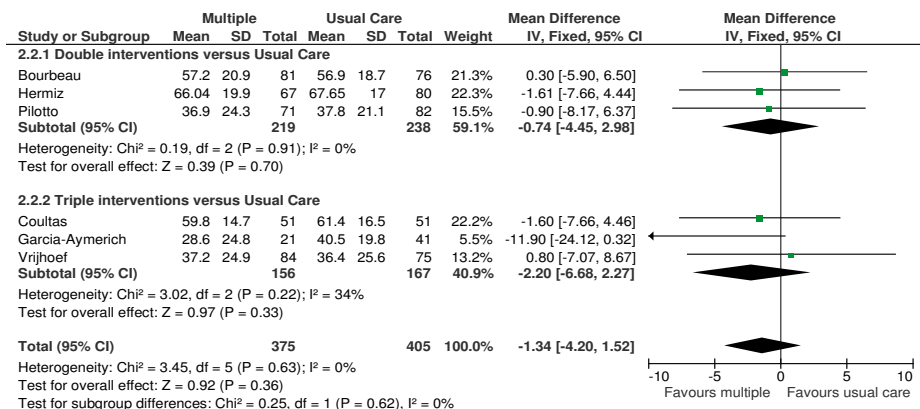 Multiple Usual Care Mean Difference Mean Difference
Study or Subgroup Mean SD Total Mean SD Total Weight IV, Fixed, 95% CI IV, Fixed, 95% CI
2.2.1 Double interventions versus Usual Care
Bourbeau 57.2 20.9 81 56.9 18.7 76 21.3% 0.30 [-5.90, 6.50]
Hermiz 66.04 19.9 67 67.65 17 80 22.3% -1.61 [-7.66, 4.44]
Pilotto 36.9 24.3 71 37.8 21.1 82 15.5% -0.90 [-8.17, 6.37]
Subtotal (95% CI) 219 238 59.1% -0.74 [-4.45, 2.98]
Heterogeneity: Chi² = 0.19, df = 2 (P = 0.91); I² = 0%
Test for overall effect: Z = 0.39 (P = 0.70)
2.2.2 Triple interventions versus Usual Care
Coultas 59.8 14.7 51 61.4 16.5 51 22.2% -1.60 [-7.66, 4.46]
Garcia-Aymerich 28.6 24.8 21 40.5 19.8 41 5.5% -11.90 [-24.12, 0.32]
Vrijhoef 37.2 24.9 84 36.4 25.6 75 13.2% 0.80 [-7.07, 8.67]
Subtotal (95% CI) 156 167 40.9% -2.20 [-6.68, 2.27]
Heterogeneity: Chi² = 3.02, df = 2 (P = 0.22); I² = 34%
Test for overall effect: Z = 0.97 (P = 0.33)
Total (95% CI) 375 405 100.0% -1.34 [-4.20, 1.52]
Heterogeneity: Chi² = 3.45, df = 5 (P = 0.63); I² = 0%
Test for overall effect: Z = 0.92 (P = 0.36)
Test for subgroup differences: Chi² = 0.25, df = 1 (P = 0.62), I² = 0%
-10 -5 0 5 10
Favours multiple Favours usual care